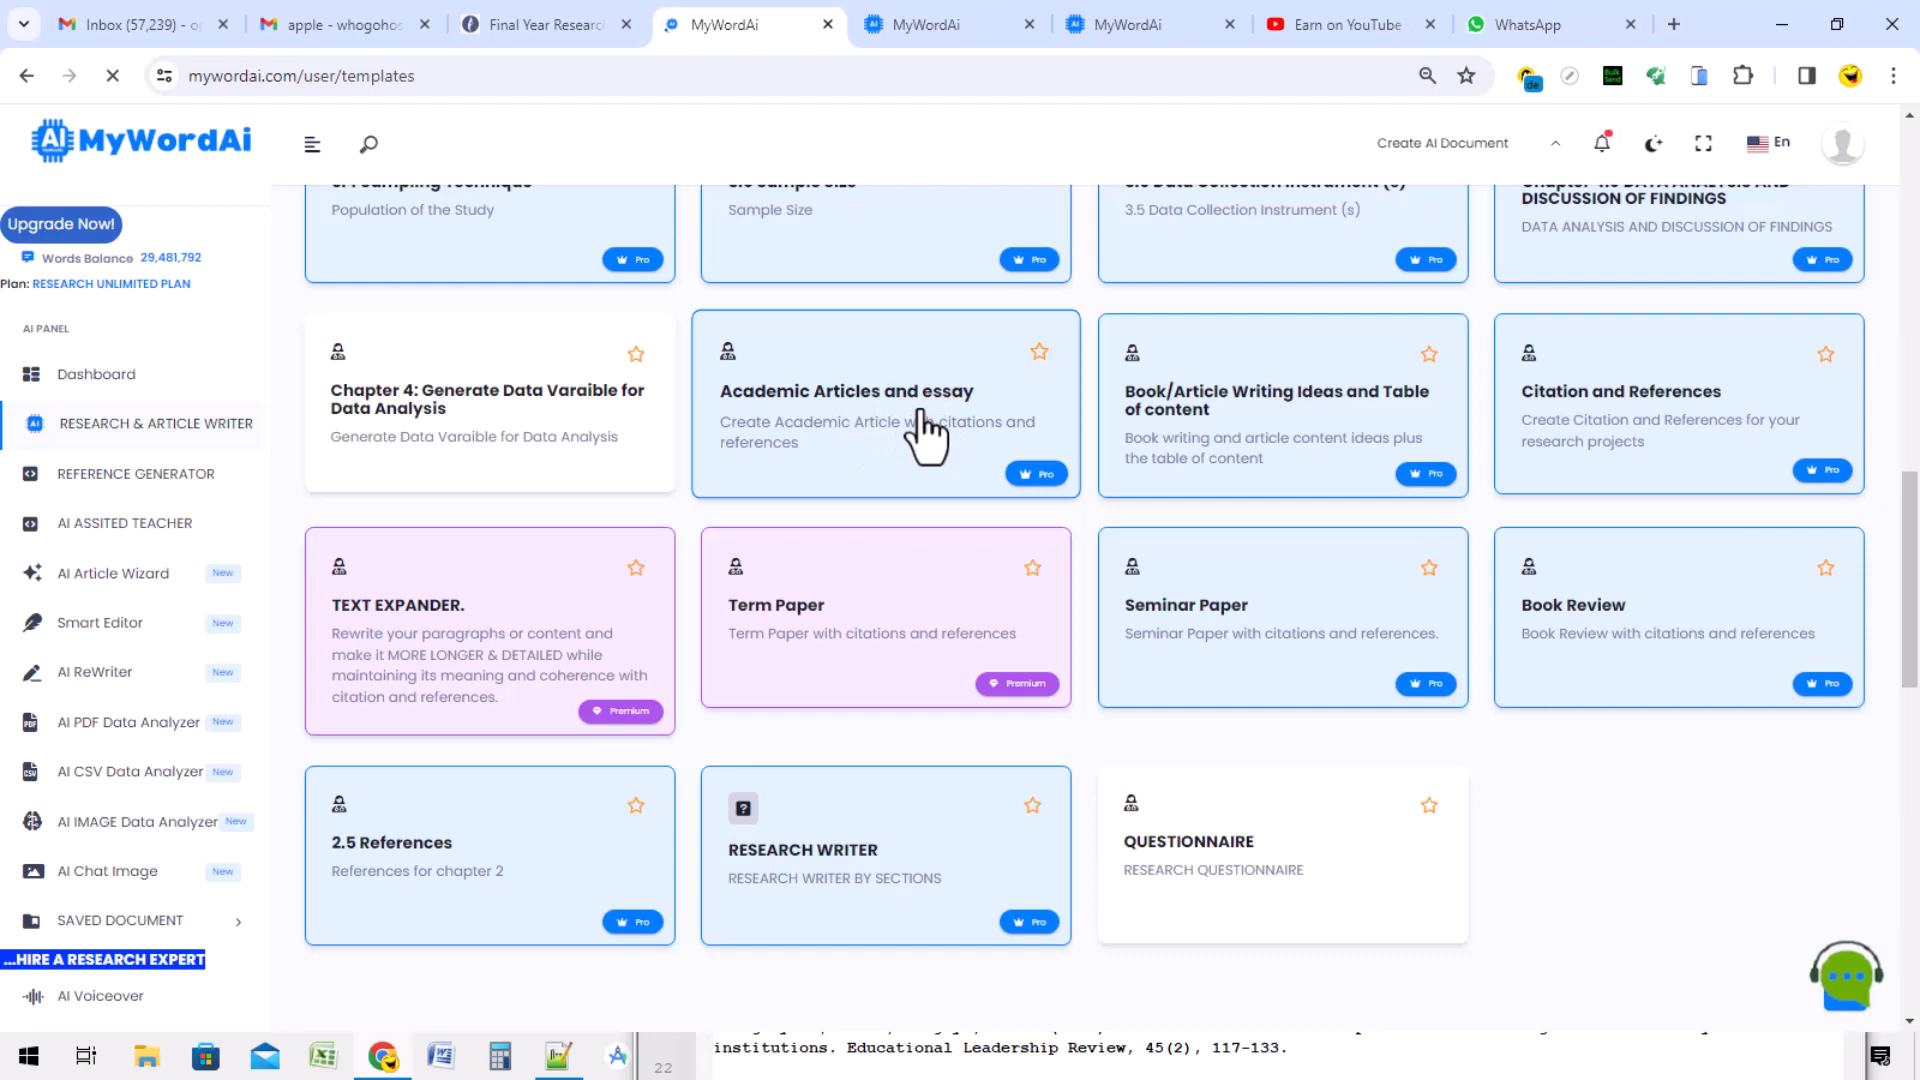 Inbox (57,239) - o
apple - whogohos
Final Year Researc
MyWordAi
MyWordAi
MyWordAi
Earn on YouTube
WhatsApp
mywordai.com/user/templates
de
Bulk Send
AI MyWordAi
Create AI Document
En
Upgrade Now!
Words Balance 29,481,792
Plan: RESEARCH UNLIMITED PLAN
AI PANEL
Dashboard
RESEARCH & ARTICLE WRITER
REFERENCE GENERATOR
AI ASSITED TEACHER
AI Article Wizard New
Smart Editor New
AI ReWriter New
AI PDF Data Analyzer New
AI CSV Data Analyzer New
AI IMAGE Data Analyzer New
AI Chat Image New
SAVED DOCUMENT
...HIRE A RESEARCH EXPERT
AI Voiceover
Population of the Study
Pro
Sample Size
Pro
3.5 Data Collection Instrument (s)
Pro
DISCUSSION OF FINDINGS
DATA ANALYSIS AND DISCUSSION OF FINDINGS
Pro
Chapter 4: Generate Data Varaible for
Data Analysis
Generate Data Varaible for Data Analysis
Academic Articles and essay
Create Academic Article with citations and
references
Pro
Book/Article Writing Ideas and Table
of content
Book writing and article content ideas plus
the table of content
Pro
Citation and References
Create Citation and References for your
research projects
Pro
TEXT EXPANDER.
Rewrite your paragraphs or content and
make it MORE LONGER & DETAILED while
maintaining its meaning and coherence with
citation and references.
Premium
Term Paper
Term Paper with citations and references
Premium
Seminar Paper
Seminar Paper with citations and references.
Pro
Book Review
Book Review with citations and references
Pro
2.5 References
References for chapter 2
Pro
RESEARCH WRITER
RESEARCH WRITER BY SECTIONS
Pro
QUESTIONNAIRE
RESEARCH QUESTIONNAIRE
22
institutions. Educational Leadership Review, 45(2), 117-133.